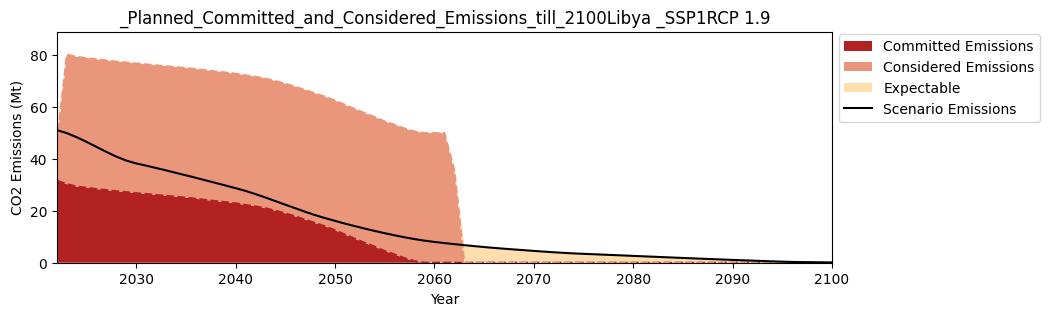 _Planned_Committed_and_Considered_Emissions_till_2100Libya _SSP1RCP 1.9
CO2 Emissions (Mt)
80
60
40
20
0
2030 2040 2050 2060 2070 2080 2090 2100
Year
Committed Emissions
Considered Emissions
Expectable
Scenario Emissions